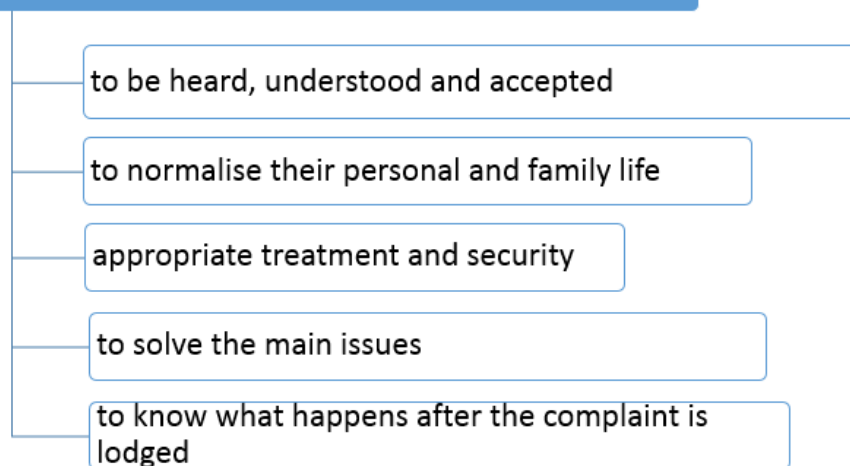 to be heard, understood and accepted
to normalise their personal and family life
appropriate treatment and security
to solve the main issues
to know what happens after the complaint is
lodged